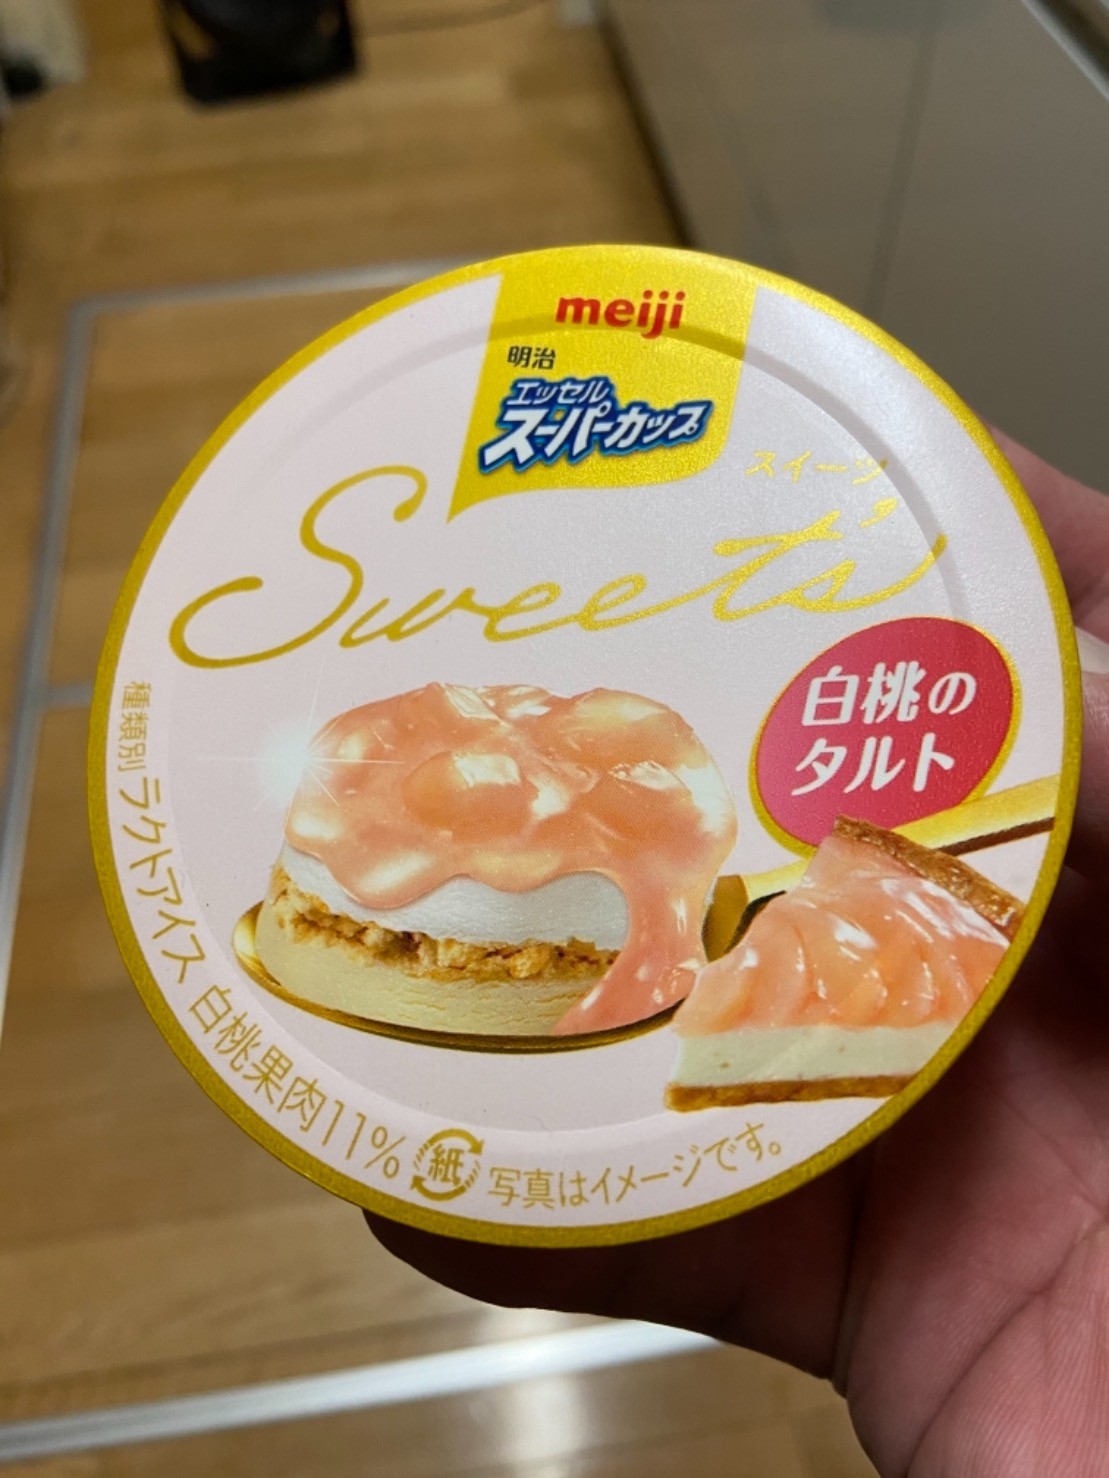 meiji
明治
エッセル
スーパーカップ
スイーツ
Sweet's
白桃の
タルト
種類別 ラクトアイス 白桃果肉11% 紙 写真はイメージです。